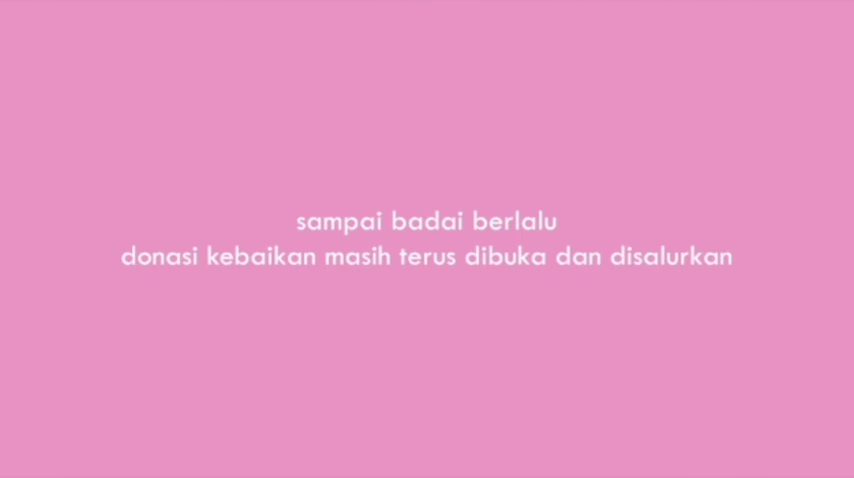 sampai badai berlalu
donasi kebaikan masih terus dibuka dan disalurkan